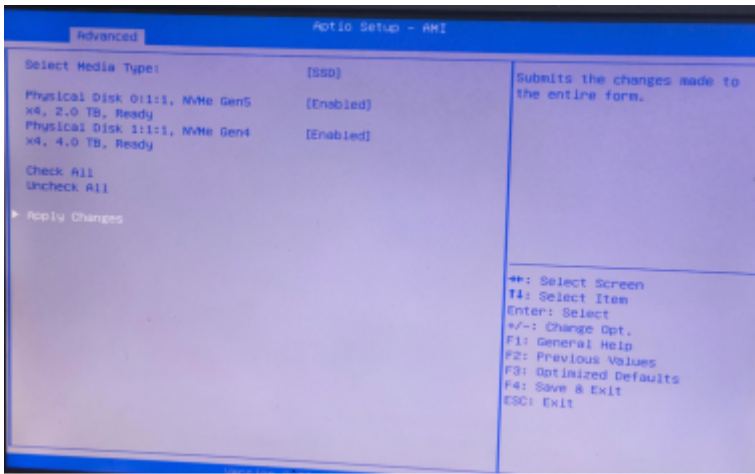 Aptio Setup - AMI
Advanced
Select Media Type: [SSD]
Physical Disk 0:1:1, NVMe Gen5 [Enabled]
x4, 2.0 TB, Ready
Physical Disk 1:1:1, NVMe Gen4 [Enabled]
x4, 4.0 TB, Ready
Check All
Uncheck All
Apply Changes
Submits the changes made to
the entire form.
: Select Screen
↑↓: Select Item
Enter: Select
+/-: Change Opt.
F1: General Help
F2: Previous Values
F3: Optimized Defaults
F4: Save & Exit
ESC: Exit
Version